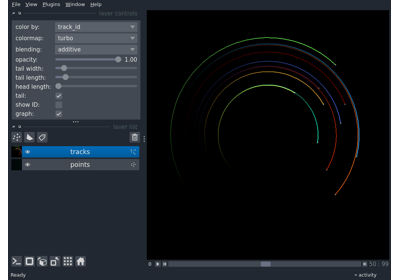 File View Plugins Window Help
layer controls
color by: track_id
colormap: turbo
blending: additive
opacity: 1.00
tail width:
tail length:
head length:
tail:
show ID:
graph:
layer list
tracks
points
Ready
50 99
activity